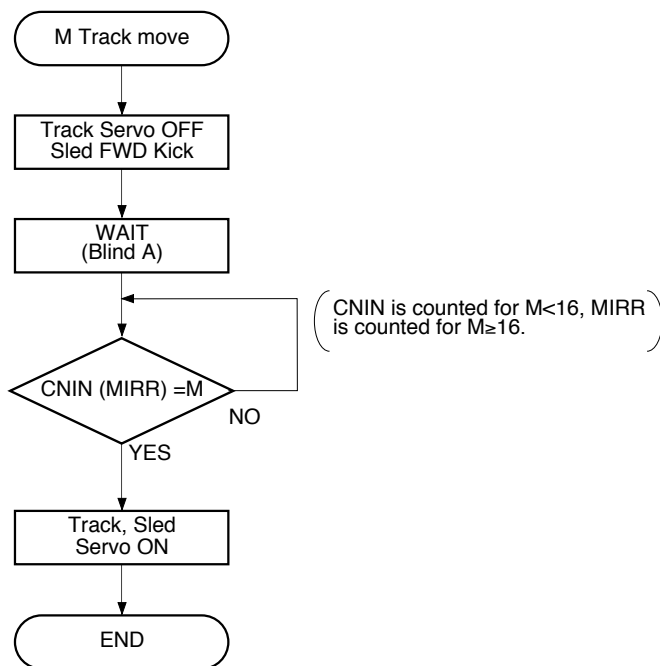 M Track move
Track Servo OFF
Sled FWD Kick
WAIT
(Blind A)
CNIN is counted for M<16, MIRR
is counted for M≥16.
CNIN (MIRR) =M
NO
YES
Track, Sled
Servo ON
END